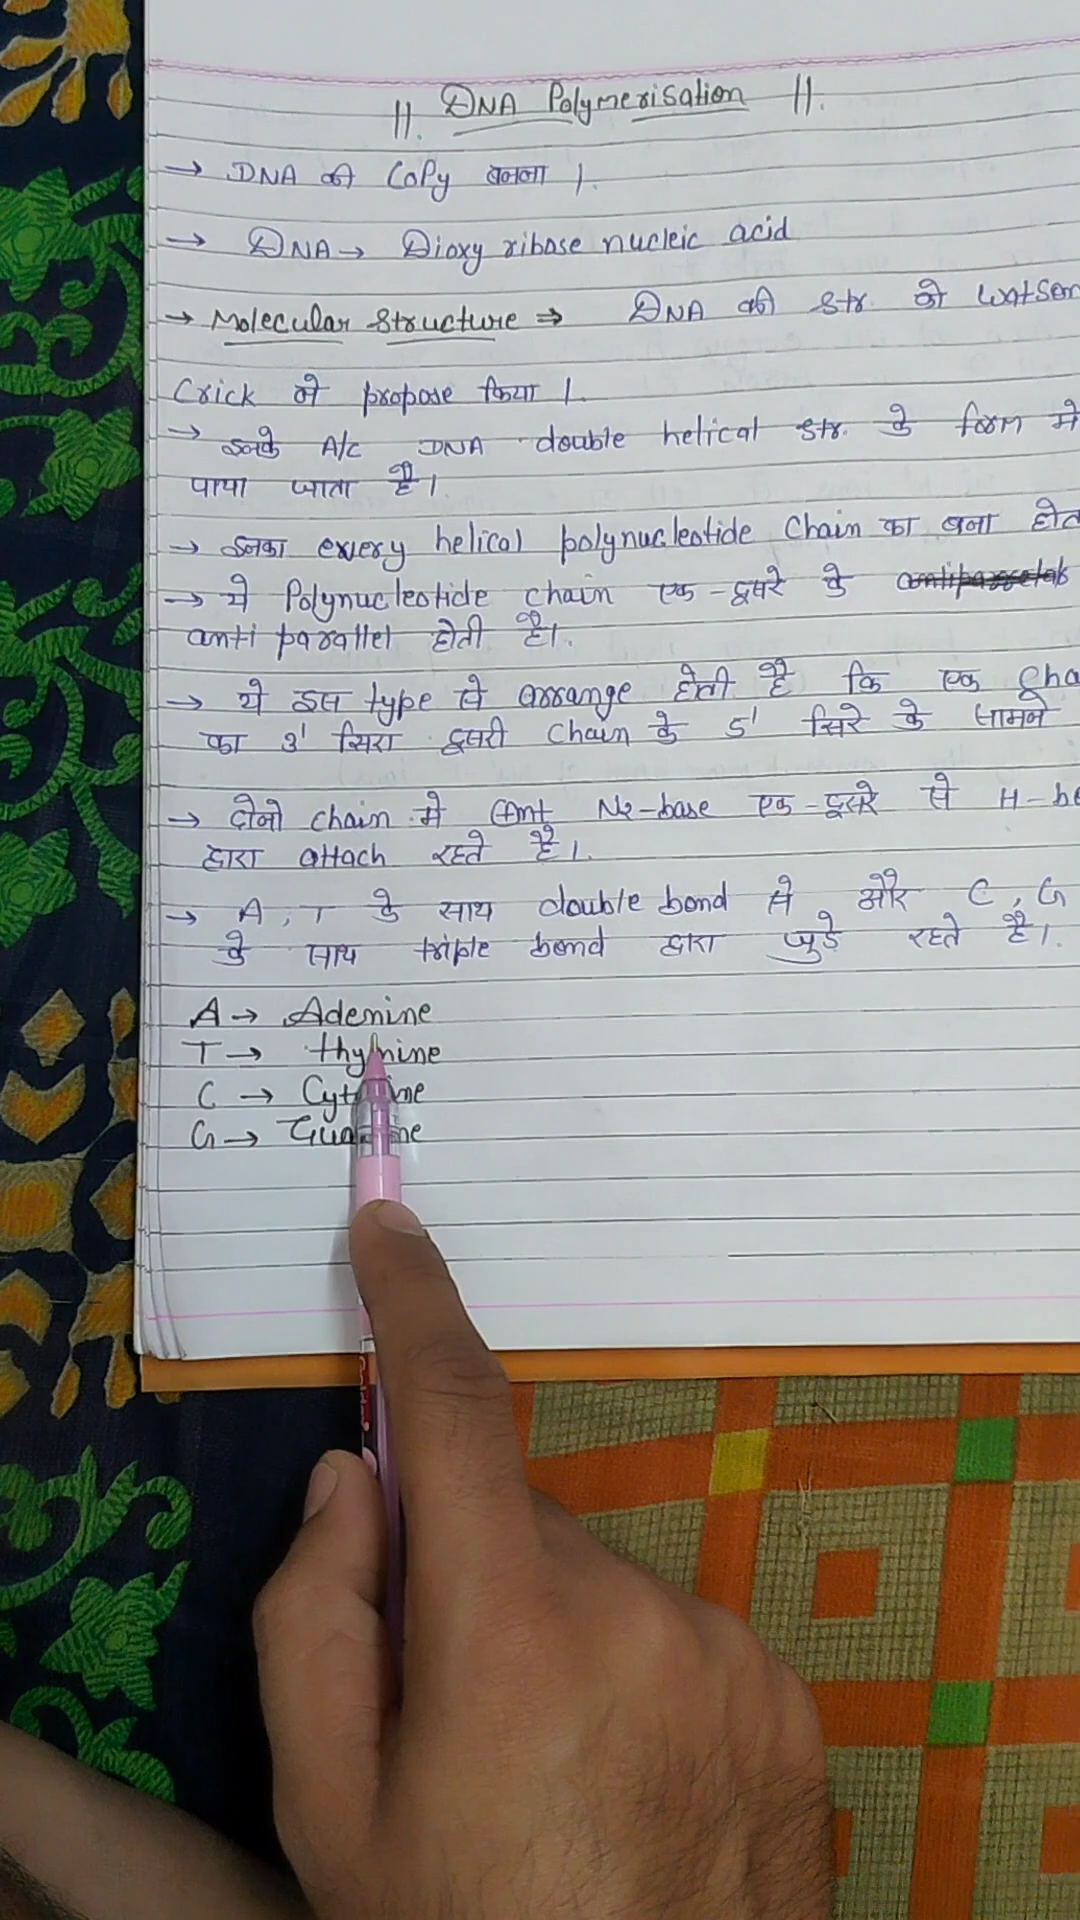 ||. DNA Polymerisation ||.
→ DNA की Copy बनना |.
→ DNA → Dioxy ribose nucleic acid
→ Molecular Structure ⇒ DNA की str. को Watson
Crick ने propose किया |.
→ इनके A/c DNA double helical str. के form मे
पाया जाता है।
→ इनका every helical polynucleotide Chain का बना होत
→ ये Polynucleotide chain एक-दूसरे के
anti parallel होती है।.
→ ये इस type से arrange होती है कि एक Cha
का 3' सिरा दूसरी Chain के 5' सिरे के सामने
→ दोनो chain मे N2-base एक-दूसरे से H-b
द्वारा attach रहते है।.
→ A, T के साथ double bond से और C, G
के साथ triple bond द्वारा जुड़े रहते है।.
A → Adenine
T → thymine
C → 
G →